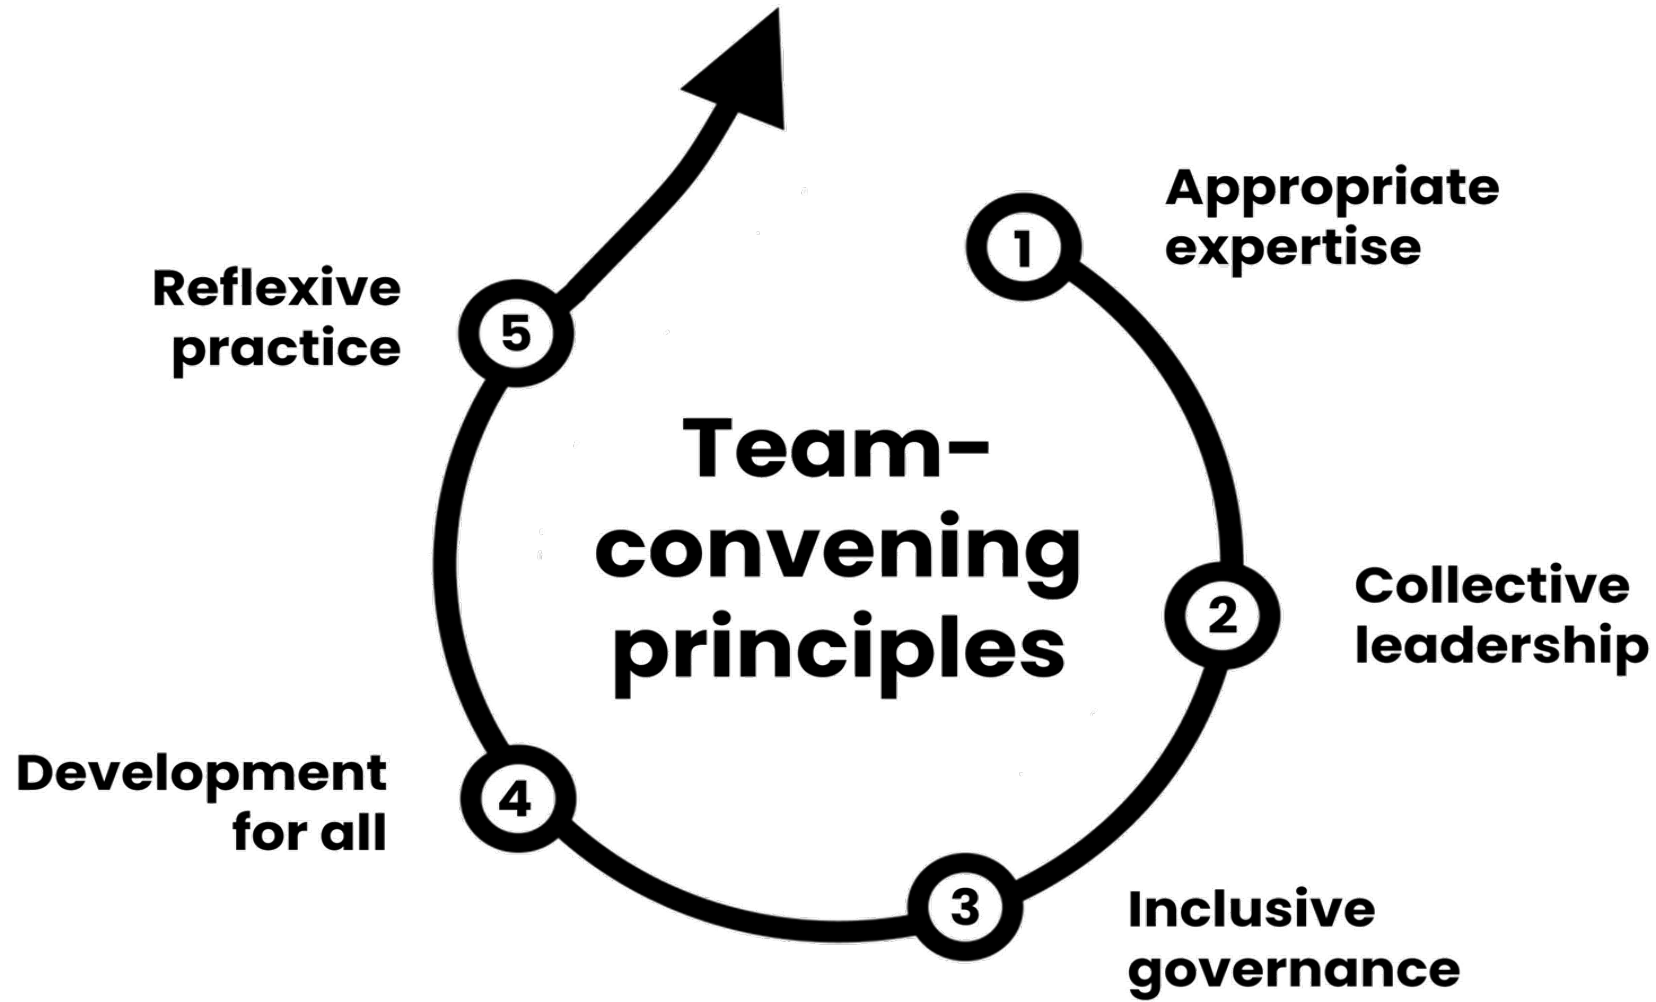 Team-
convening
principles
1
Appropriate
expertise
2
Collective
leadership
3
Inclusive
governance
4
Development
for all
5
Reflexive
practice